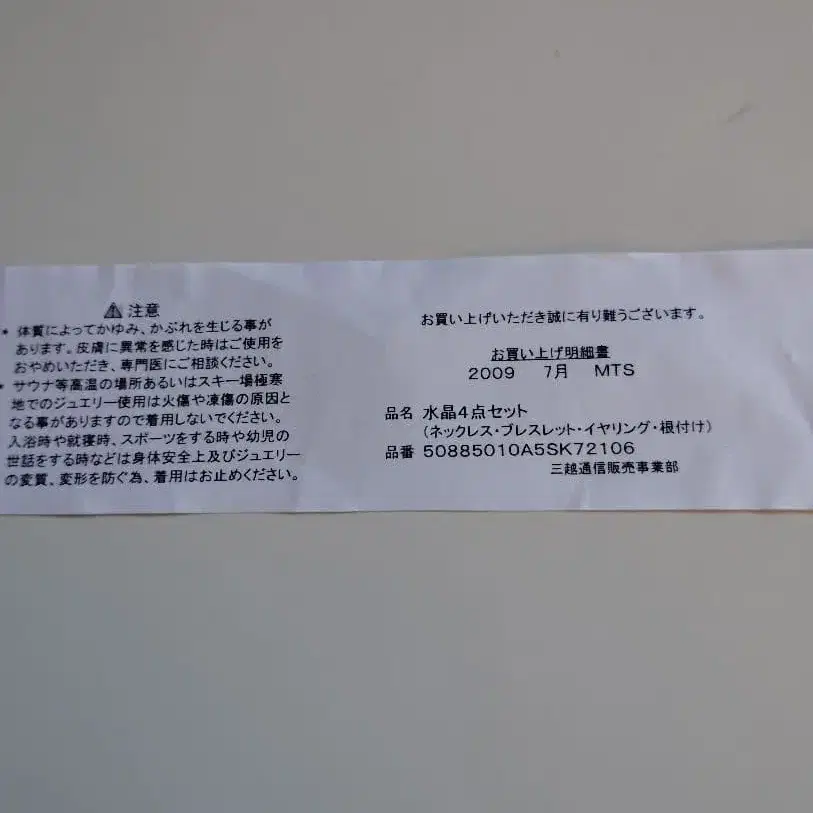 ⚠ 注意
* 体質によってかゆみ、かぶれを生じる事が
あります。皮膚に異常を感じた時はご使用を
おやめいただき、専門医にご相談ください。
* サウナ等高温の場所あるいはスキー場極寒
地でのジュエリー使用は火傷や凍傷の原因と
なる事がありますので着用しないでください。
入浴時や就寝時、スポーツをする時や幼児の
世話をする時などは身体安全上及びジュエリー
の変質、変形を防ぐ為、着用はお止めください。
お買い上げいただき誠に有り難うございます。
お買い上げ明細書
2009 7月 MTS
品名 水晶4点セット
(ネックレス・ブレスレット・イヤリング・根付け)
品番 50885010A5SK72106
三越通信販売事業部